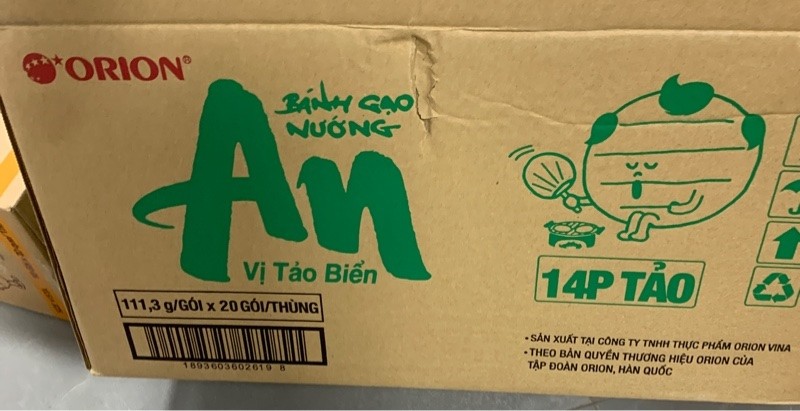 ORION®
BÁNH GẠO
NƯỚNG
An
Vị Tảo Biển
111,3 g/GÓI x 20 GÓI/THÙNG
1893603602619 8
14P TẢO
• SẢN XUẤT TẠI CÔNG TY TNHH THỰC PHẨM ORION VINA
• THEO BẢN QUYỀN THƯƠNG HIỆU ORION CỦA
TẬP ĐOÀN ORION, HÀN QUỐC